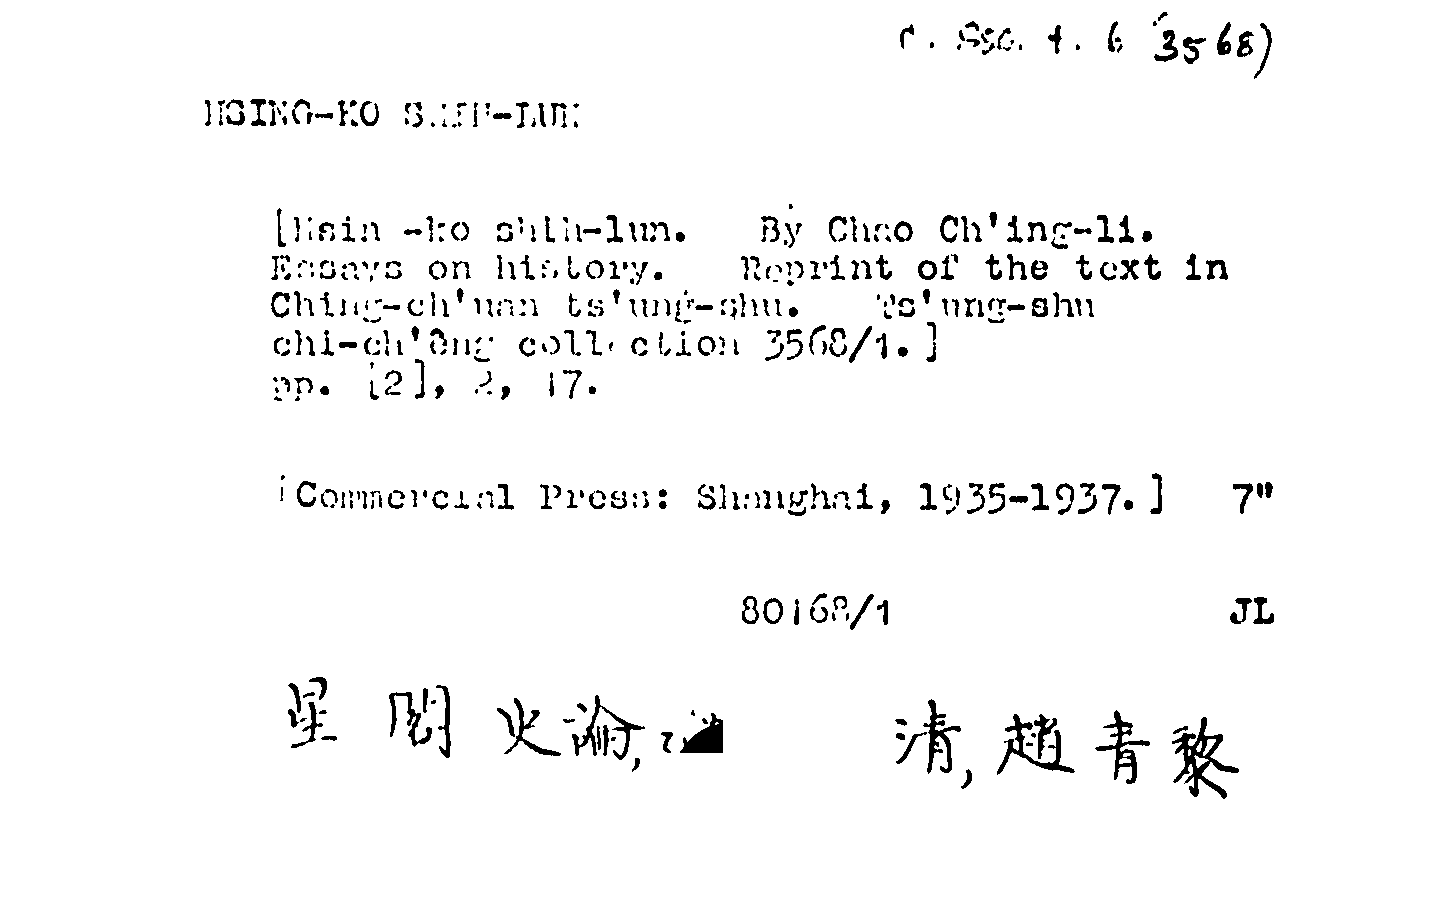 C. 880. 4. 6 (3568)
HSING-KO SHIH-LUN
[Hsing-ko shih-lun. By Chao Ch'ing-li.
Essays on history. Reprint of the text in
Ching-ch'uan ts'ung-shu. Ts'ung-shu
chi-ch'êng collection 3568/1.]
pp. [2], 2, 17.
[Commercial Press: Shanghai, 1935-1937.] 7"
80168/1 JL
星閣史論, 清, 趙青藜